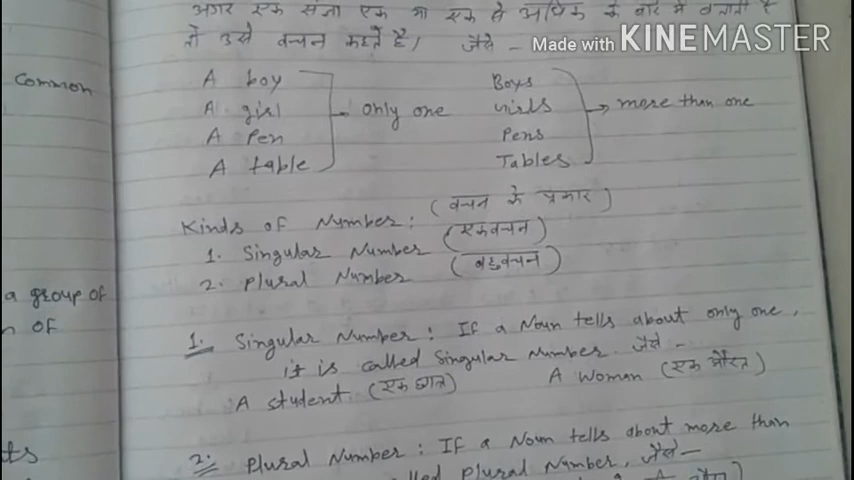 अगर एक संज्ञा एक या एक से अधिक के बारे में बताती है
तो उसे वचन कहते है। जैसे -
Made with KINEMASTER
common
A boy
A girl
A Pen
A table
only one
Boys
Girls
Pens
Tables
more than one
Kinds of Number: (वचन के प्रकार)
1. Singular Number (एकवचन)
2. Plural Number (बहुवचन)
a group of
n of
1. Singular Number: If a Noun tells about only one,
it is called Singular Number. जैसे -
A student (एक छात्र) A Woman (एक औरत)
ts
2. Plural Number: If a Noun tells about more than
called Plural Number, जैसे -